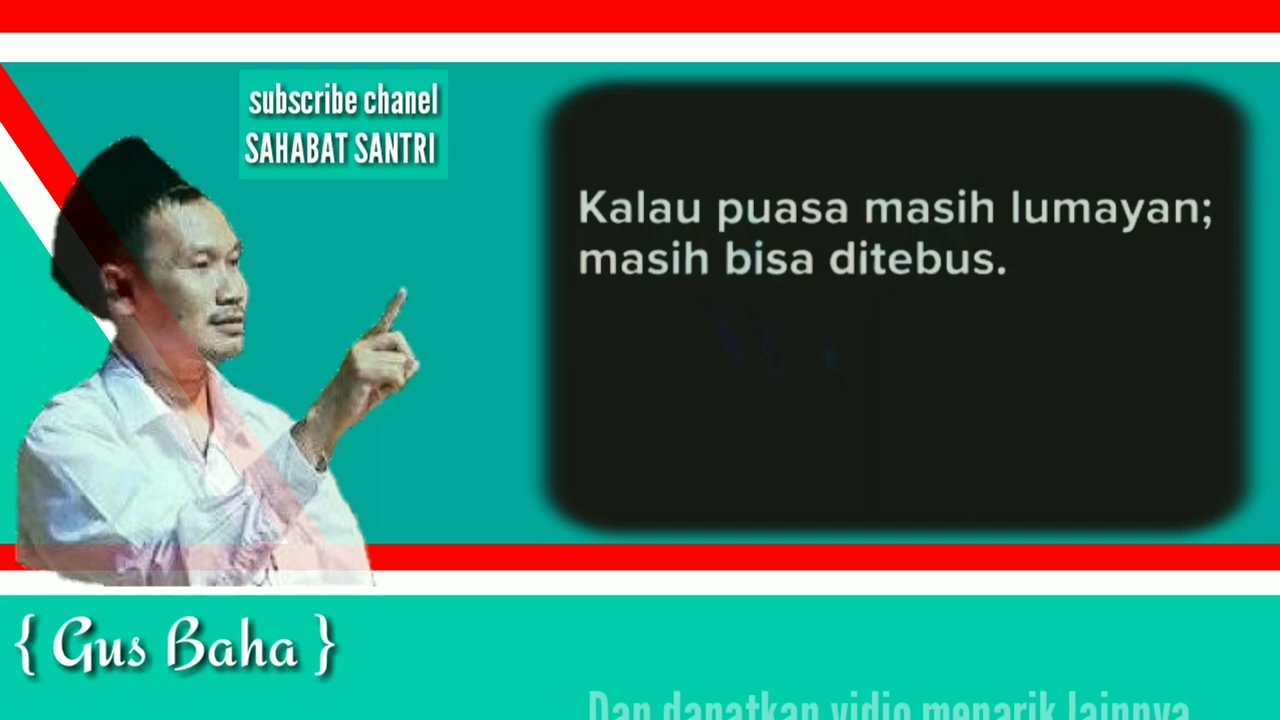 subscribe chanel
SAHABAT SANTRI
Kalau puasa masih lumayan;
masih bisa ditebus.
{ Gus Baha }
Dan dapatkan vidio menarik lainnya